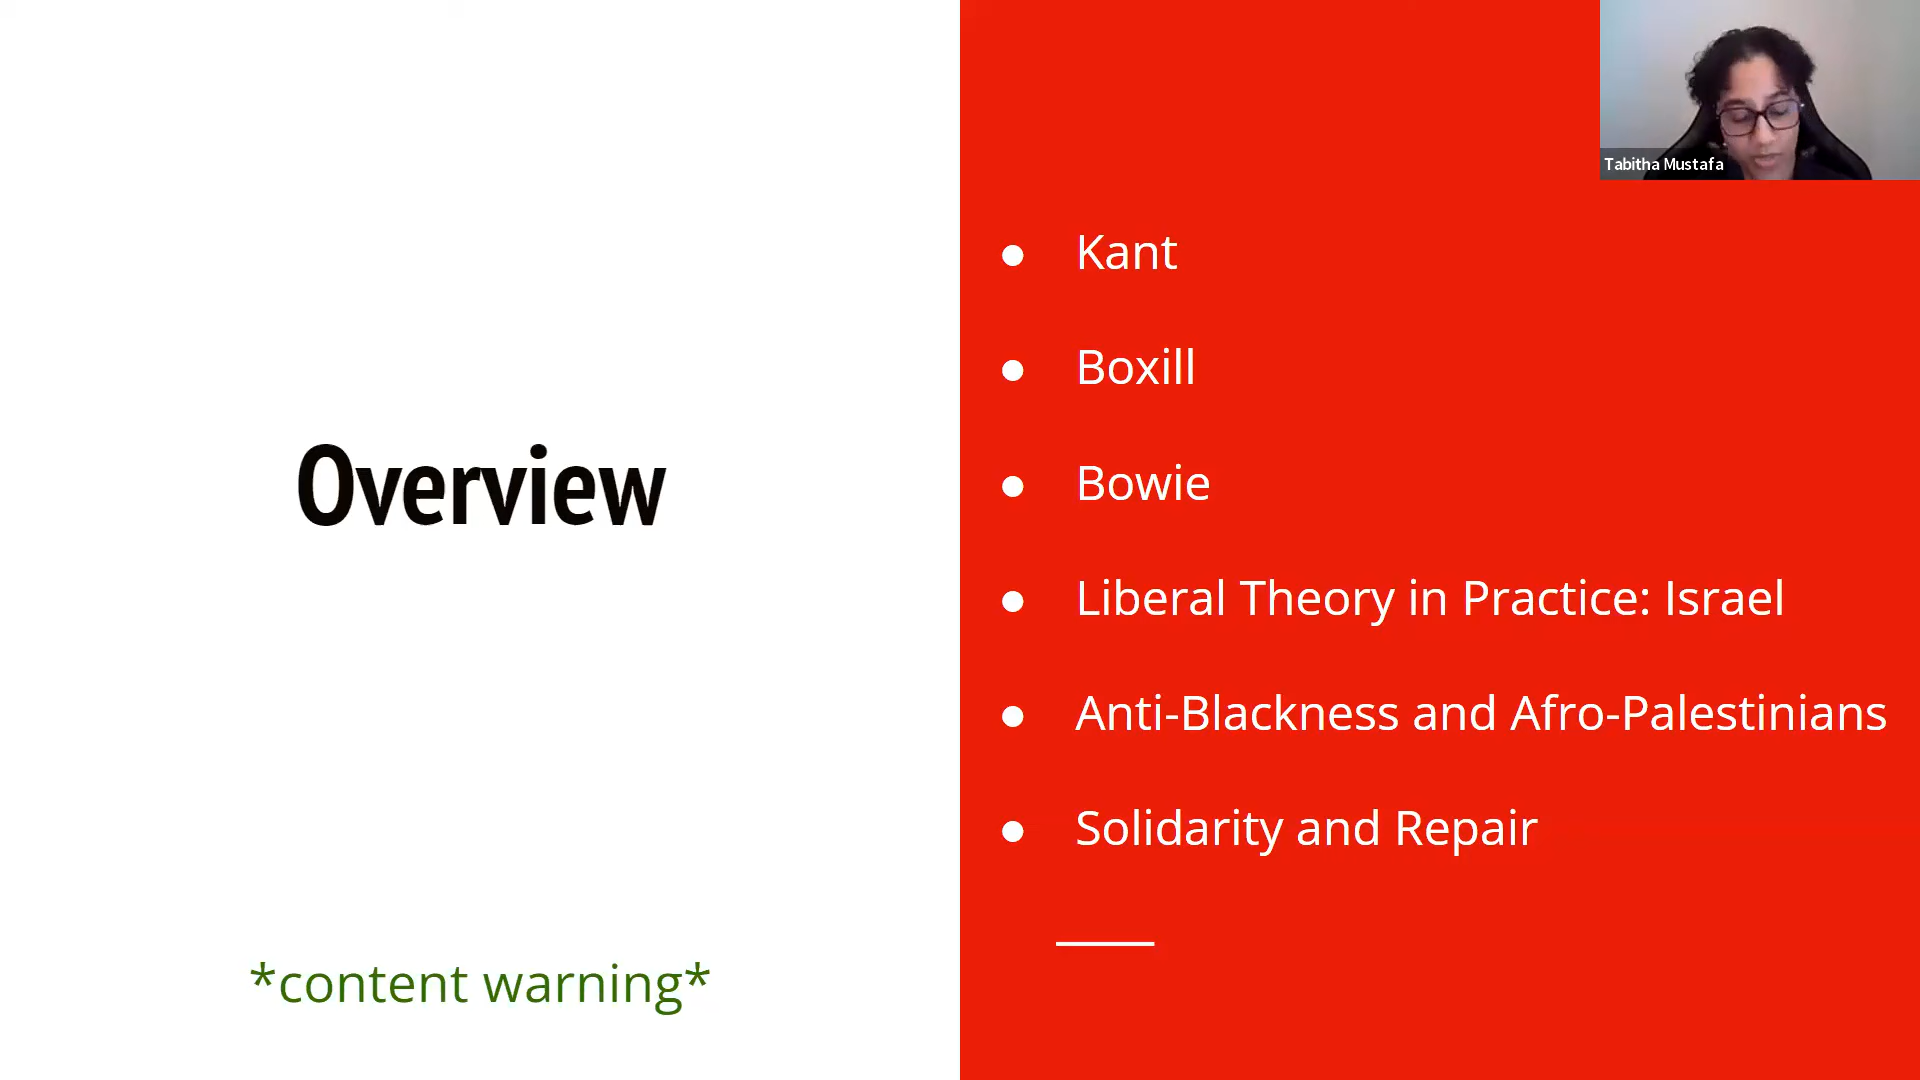 Tabitha Mustafa
Overview
*content warning*
● Kant
● Boxill
● Bowie
● Liberal Theory in Practice: Israel
● Anti-Blackness and Afro-Palestinians
● Solidarity and Repair